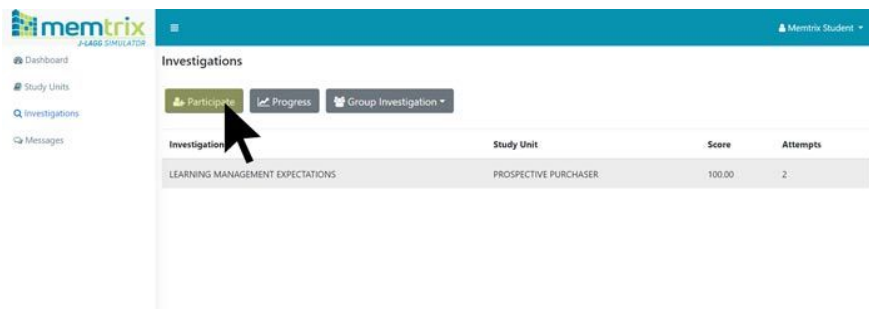 memtrix
J-LAGG SIMULATOR
Memtrix Student
Dashboard
Study Units
Investigations
Messages
Investigations
Participate
Progress
Group Investigation
Investigation
Study Unit
Score
Attempts
LEARNING MANAGEMENT EXPECTATIONS
PROSPECTIVE PURCHASER
100.00
2